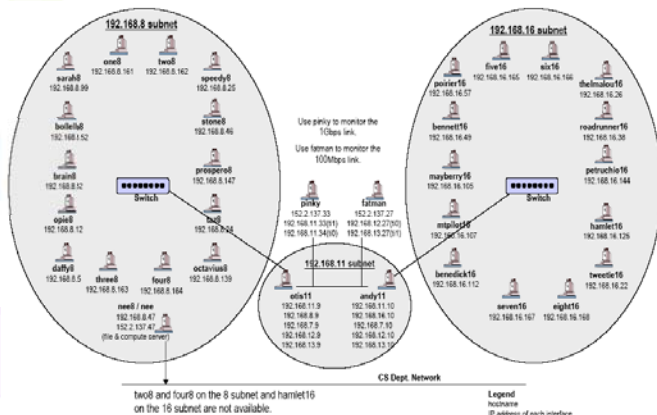 192.168.8 subnet
one8
192.168.8.161
two8
192.168.8.162
sarah8
192.168.8.99
speedy8
192.168.8.25
stone8
192.168.8.46
brain8
192.168.8.12
prospero8
192.168.8.147
Switch
opie8
192.168.8.12
daffy8
192.168.8.5
three8
192.168.8.163
four8
192.168.8.164
octavius8
192.168.8.139
nee8 / nee
192.168.8.47
152.2.137.47
(file & compute server)
Use pinky to monitor the
1Gbps link.
Use fatman to monitor the
100Mbps link.
pinky
152.2.137.33
fatman
152.2.137.27
192.168.11 subnet
otis11
192.168.11.9
192.168.8.9
192.168.7.9
192.168.12.9
192.168.13.9
andy11
192.168.11.10
192.168.16.10
192.168.7.10
192.168.12.10
192.168.13.10
192.168.16 subnet
five16
192.168.16.165
six16
192.168.16.166
poirier16
192.168.16.57
thelmalou16
192.168.16.26
bennett16
192.168.16.49
roadrunner16
192.168.16.38
mayberry16
192.168.16.105
petruchio16
192.168.16.144
Switch
mtpilot16
192.168.16.107
hamlet16
192.168.16.126
benedick16
192.168.16.112
tweetie16
192.168.16.22
seven16
192.168.16.167
eight16
192.168.16.168
CS Dept. Network
two8 and four8 on the 8 subnet and hamlet16
on the 16 subnet are not available.
Legend
hostname
IP address of each interface